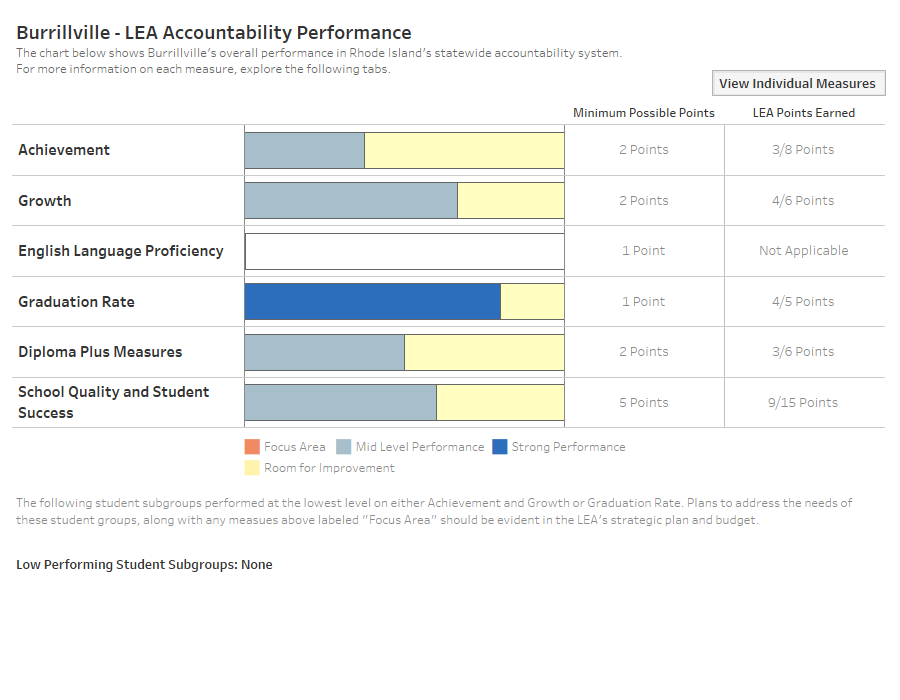 Burrillville - LEA Accountability Performance
The chart below shows Burrillville's overall performance in Rhode Island's statewide accountability system.
For more information on each measure, explore the following tabs.
View Individual Measures
Minimum Possible Points LEA Points Earned
Achievement 2 Points 3/8 Points
Growth 2 Points 4/6 Points
English Language Proficiency 1 Point Not Applicable
Graduation Rate 1 Point 4/5 Points
Diploma Plus Measures 2 Points 3/6 Points
School Quality and Student
Success 5 Points 9/15 Points
Focus Area Mid Level Performance Strong Performance
Room for Improvement
The following student subgroups performed at the lowest level on either Achievement and Growth or Graduation Rate. Plans to address the needs of
these student groups, along with any measues above labeled "Focus Area" should be evident in the LEA's strategic plan and budget.
Low Performing Student Subgroups: None